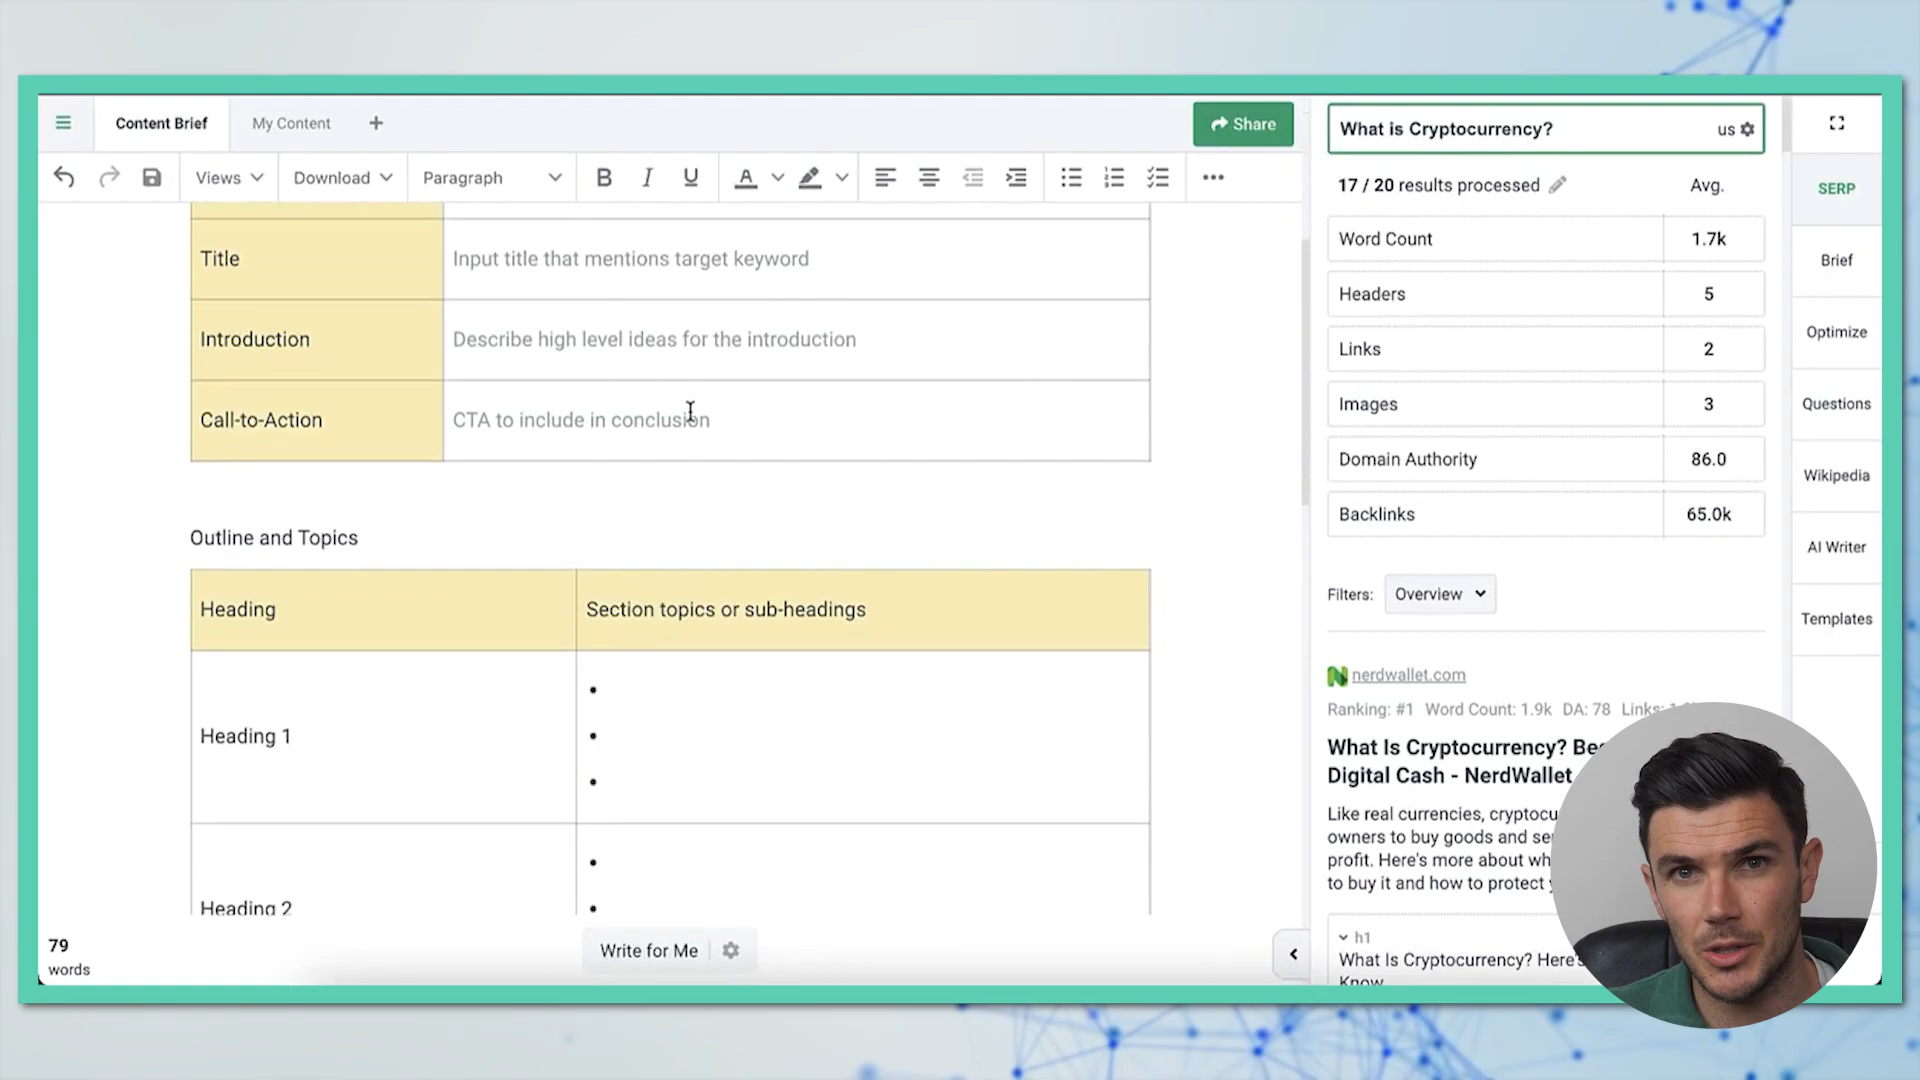 Content Brief
My Content
Share
Views
Download
Paragraph
B I U A
Title
Input title that mentions target keyword
Introduction
Describe high level ideas for the introduction
Call-to-Action
CTA to include in conclusion
Outline and Topics
Heading
Section topics or sub-headings
Heading 1
Heading 2
79
words
Write for Me
What is Cryptocurrency?
us
17 / 20 results processed
Avg.
Word Count
1.7k
Headers
5
Links
2
Images
3
Domain Authority
86.0
Backlinks
65.0k
Filters:
Overview
nerdwallet.com
Ranking: #1 Word Count: 1.9k DA: 78 Links:
What Is Cryptocurrency?
Digital Cash - NerdWallet
Like real currencies,
owners to buy goods and
profit. Here's more about
to buy it and how to protect
h1
What Is Cryptocurrency? Here's
Know
SERP
Brief
Optimize
Questions
Wikipedia
AI Writer
Templates